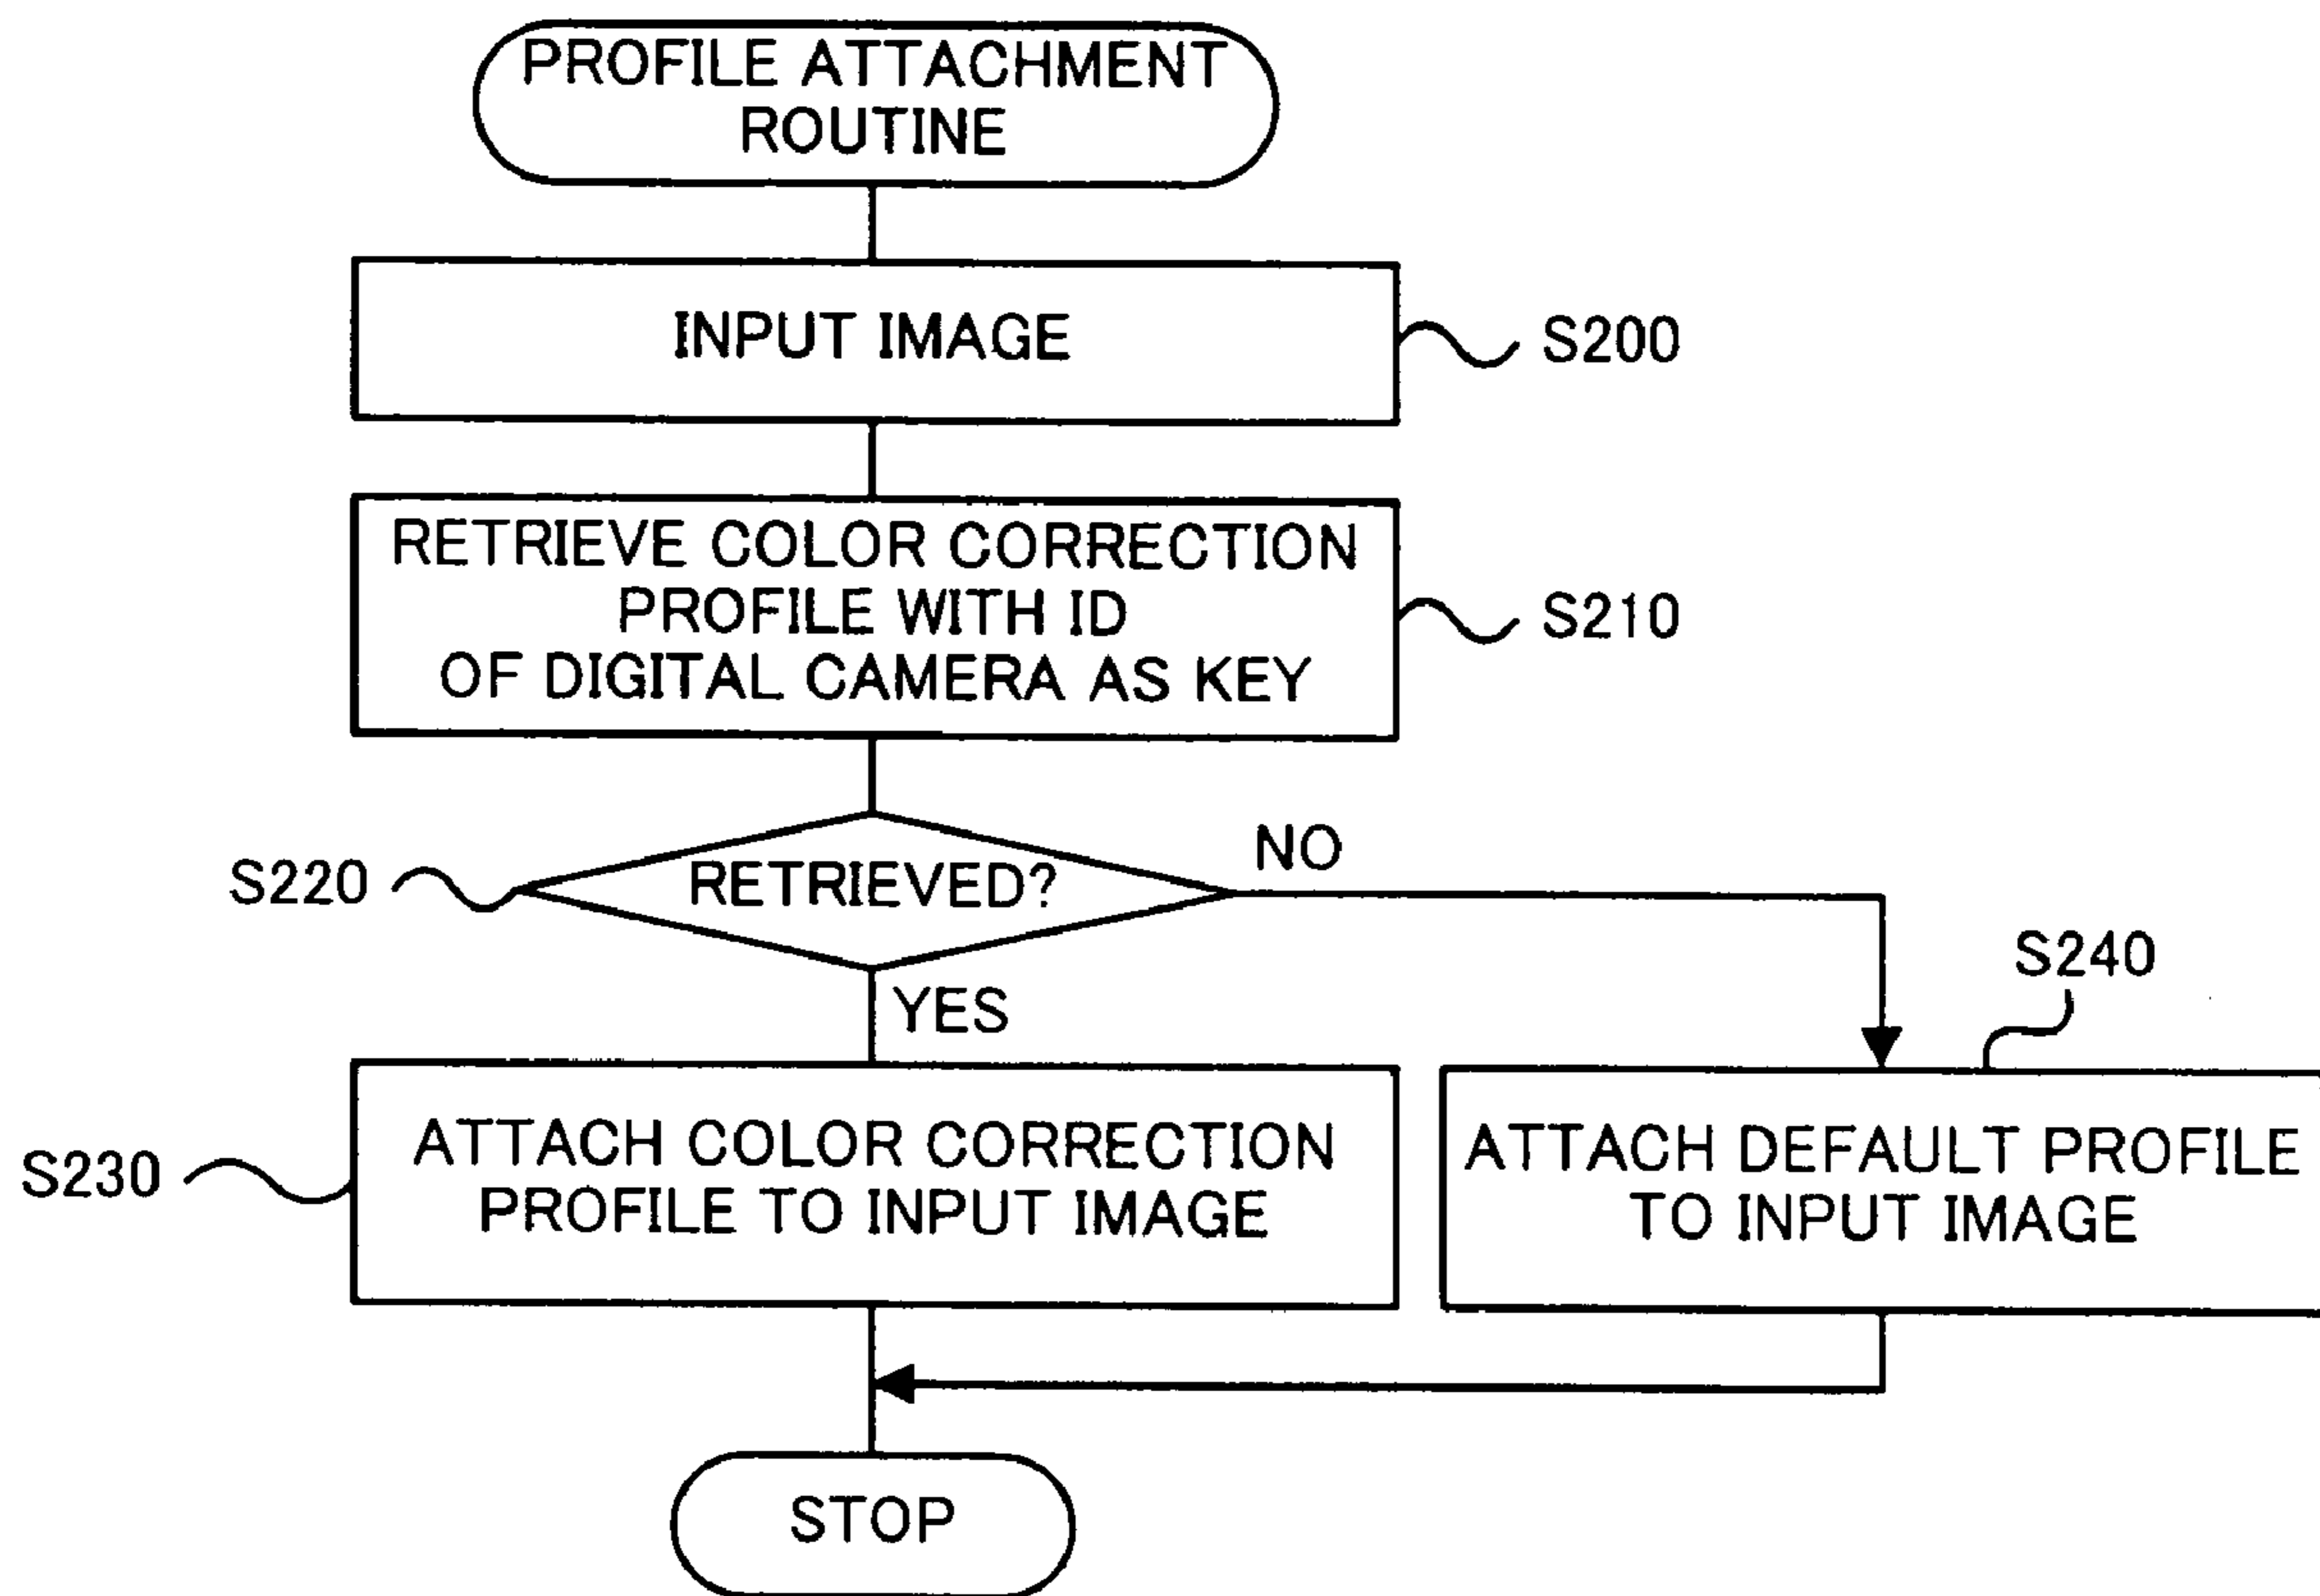 PROFILE ATTACHMENT
ROUTINE
INPUT IMAGE
S200
RETRIEVE COLOR CORRECTION
PROFILE WITH ID
OF DIGITAL CAMERA AS KEY
S210
S220
RETRIEVED?
NO
YES
S240
S230
ATTACH COLOR CORRECTION
PROFILE TO INPUT IMAGE
ATTACH DEFAULT PROFILE
TO INPUT IMAGE
STOP